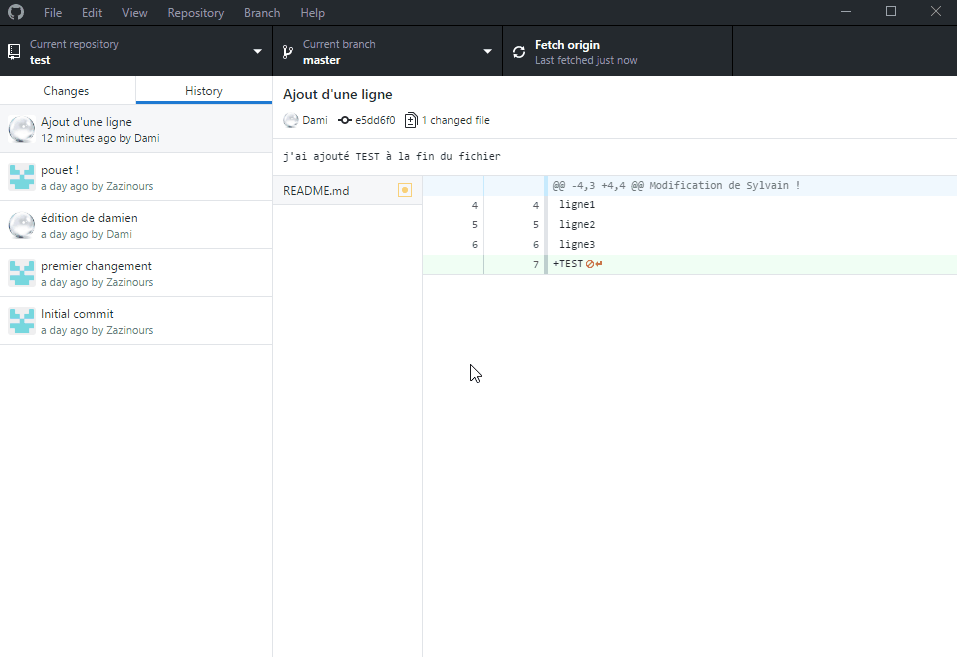 File Edit View Repository Branch Help
Current repository
test
Current branch
master
Fetch origin
Last fetched just now
Changes
History
Ajout d'une ligne
12 minutes ago by Dami
pouet !
a day ago by Zazinours
édition de damien
a day ago by Dami
premier changement
a day ago by Zazinours
Initial commit
a day ago by Zazinours
Ajout d'une ligne
Dami e5dd6f0 1 changed file
j'ai ajouté TEST à la fin du fichier
README.md
@@ -4,3 +4,4 @@ Modification de Sylvain !
4 4 ligne1
5 5 ligne2
6 6 ligne3
7 +TEST